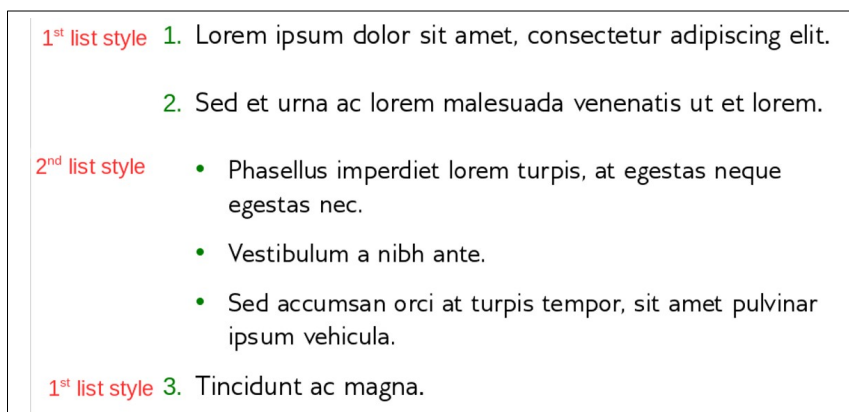 1st list style 1. Lorem ipsum dolor sit amet, consectetur adipiscing elit.
2. Sed et urna ac lorem malesuada venenatis ut et lorem.
2nd list style • Phasellus imperdiet lorem turpis, at egestas neque
egestas nec.
• Vestibulum a nibh ante.
• Sed accumsan orci at turpis tempor, sit amet pulvinar
ipsum vehicula.
1st list style 3. Tincidunt ac magna.